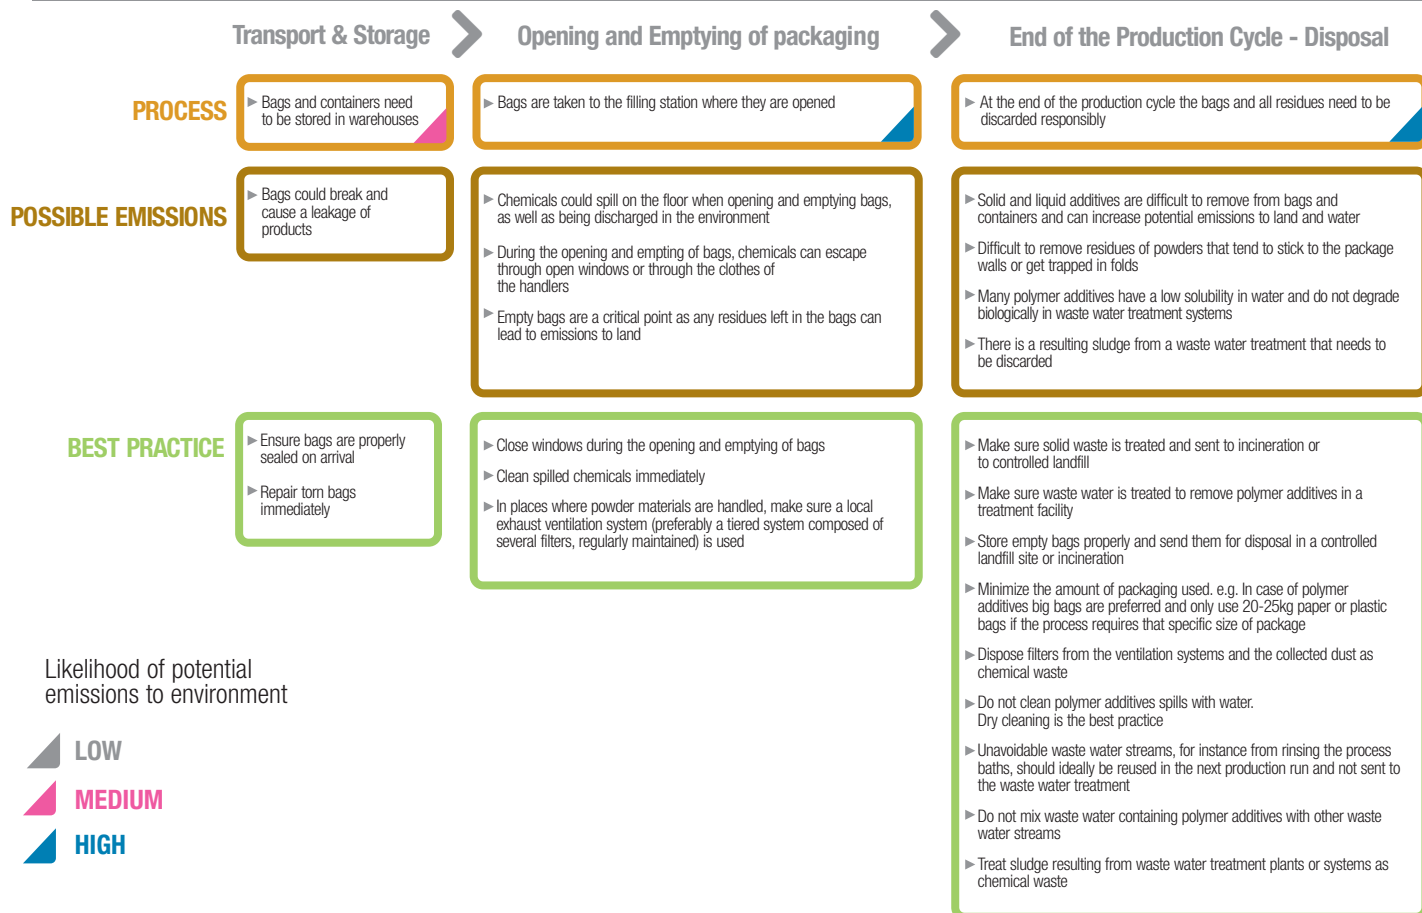 Transport & Storage
Opening and Emptying of packaging
End of the Production Cycle - Disposal
PROCESS
Bags and containers need
to be stored in warehouses
Bags are taken to the filling station where they are opened
At the end of the production cycle the bags and all residues need to be
discarded responsibly
POSSIBLE EMISSIONS
Bags could break and
cause a leakage of
products
Chemicals could spill on the floor when opening and emptying bags,
as well as being discharged in the environment
During the opening and empting of bags, chemicals can escape
through open windows or through the clothes of
the handlers
Empty bags are a critical point as any residues left in the bags can
lead to emissions to land
Solid and liquid additives are difficult to remove from bags and
containers and can increase potential emissions to land and water
Difficult to remove residues of powders that tend to stick to the package
walls or get trapped in folds
Many polymer additives have a low solubility in water and do not degrade
biologically in waste water treatment systems
There is a resulting sludge from a waste water treatment that needs to
be discarded
BEST PRACTICE
Ensure bags are properly
sealed on arrival
Repair torn bags
immediately
Close windows during the opening and emptying of bags
Clean spilled chemicals immediately
In places where powder materials are handled, make sure a local
exhaust ventilation system (preferably a tiered system composed of
several filters, regularly maintained) is used
Make sure solid waste is treated and sent to incineration or
to controlled landfill
Make sure waste water is treated to remove polymer additives in a
treatment facility
Store empty bags properly and send them for disposal in a controlled
landfill site or incineration
Minimize the amount of packaging used. e.g. In case of polymer
additives big bags are preferred and only use 20-25kg paper or plastic
bags if the process requires that specific size of package
Dispose filters from the ventilation systems and the collected dust as
chemical waste
Do not clean polymer additives spills with water.
Dry cleaning is the best practice
Unavoidable waste water streams, for instance from rinsing the process
baths, should ideally be reused in the next production run and not sent to
the waste water treatment
Do not mix waste water containing polymer additives with other waste
water streams
Treat sludge resulting from waste water treatment plants or systems as
chemical waste
Likelihood of potential
emissions to environment
LOW
MEDIUM
HIGH